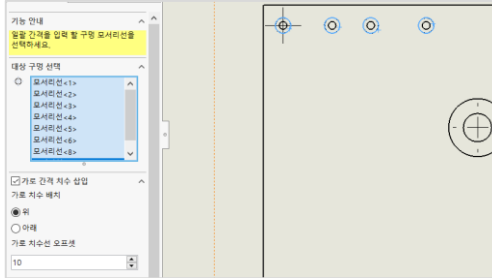 기능 안내
일괄 간격을 입력 할 구멍 모서리선을
선택하세요.
대상 구멍 선택
모서리선<1>
모서리선<2>
모서리선<3>
모서리선<4>
모서리선<5>
모서리선<6>
모서리선<8>
가로 간격 치수 삽입
가로 치수 배치
위
아래
가로 치수선 오프셋
10